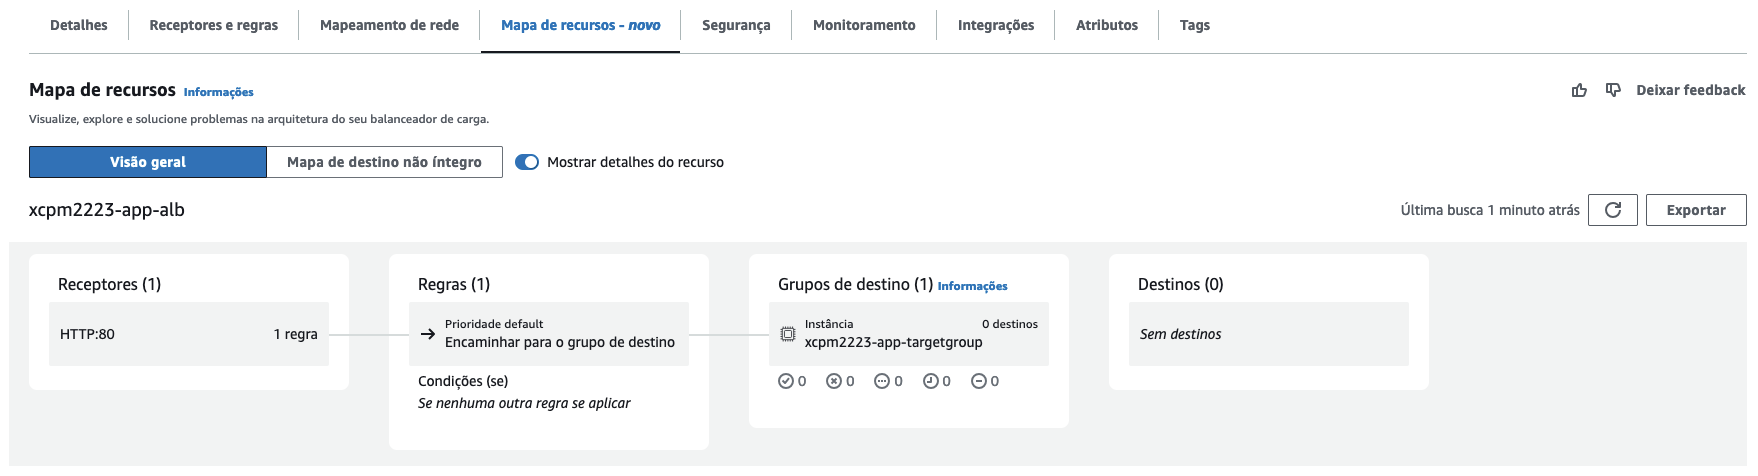 Detalhes
Receptores e regras
Mapeamento de rede
Mapa de recursos - novo
Segurança
Monitoramento
Integrações
Atributos
Tags
Mapa de recursos Informações
Deixar feedback
Visualize, explore e solucione problemas na arquitetura do seu balanceador de carga.
Visão geral
Mapa de destino não íntegro
Mostrar detalhes do recurso
xcpm2223-app-alb
Última busca 1 minuto atrás
Exportar
Receptores (1)
HTTP:80 1 regra
Regras (1)
Prioridade default
Encaminhar para o grupo de destino
Condições (se)
Se nenhuma outra regra se aplicar
Grupos de destino (1) Informações
Instância 0 destinos
xcpm2223-app-targetgroup
0 0 0 0 0
Destinos (0)
Sem destinos